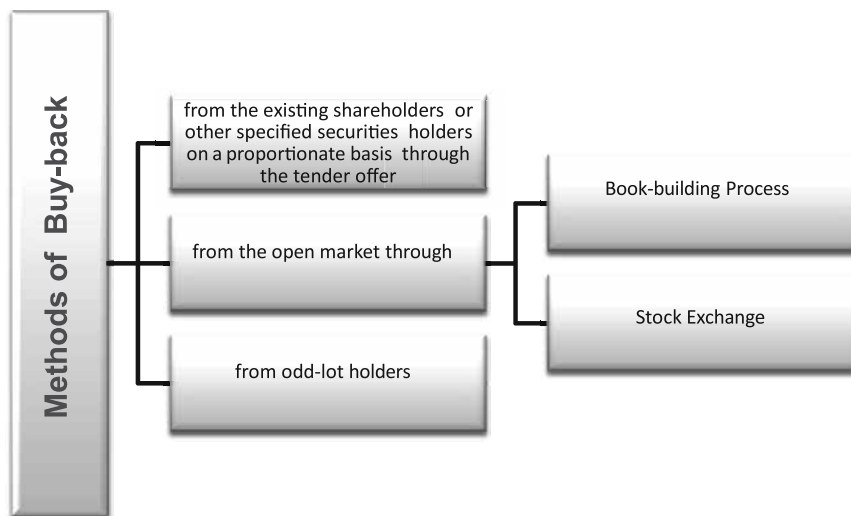 Methods of Buy-back
from the existing shareholders or
other specified securities holders
on a proportionate basis through
the tender offer
from the open market through
Book-building Process
Stock Exchange
from odd-lot holders